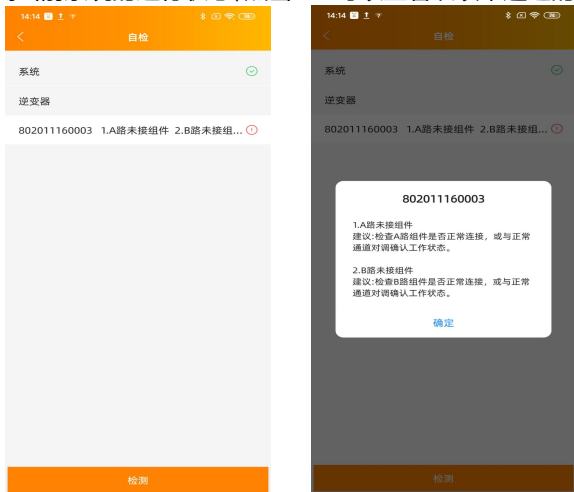 14:14
自检
系统
逆变器
802011160003 1.A路未接组件 2.B路未接组...
检测
14:14
自检
系统
逆变器
802011160003 1.A路未接组件 2.B路未接组...
802011160003
1.A路未接组件
建议:检查A路组件是否正常连接，或与正常
通道对调确认工作状态。
2.B路未接组件
建议:检查B路组件是否正常连接，或与正常
通道对调确认工作状态。
确定
检测